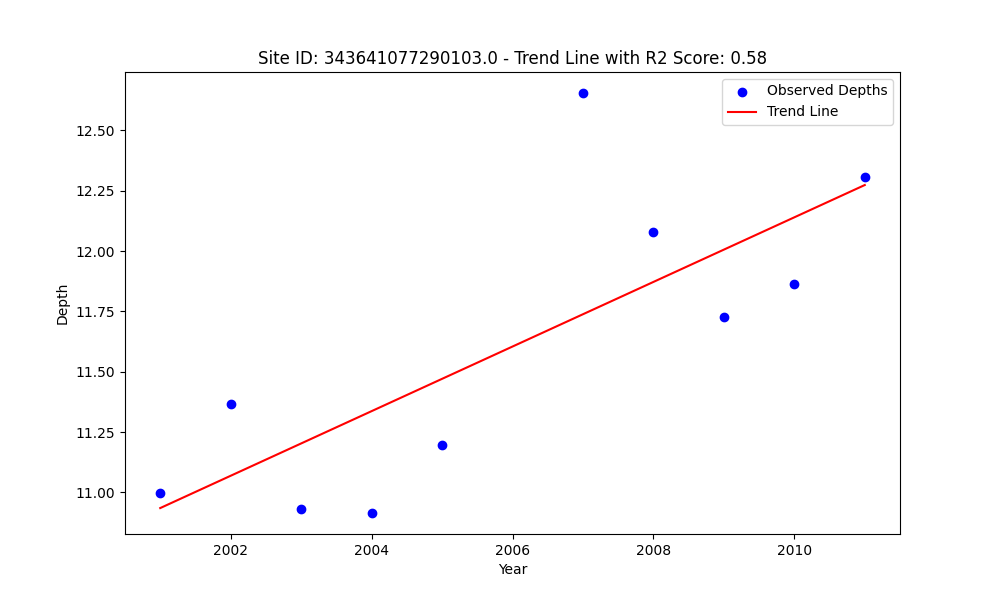 Site ID: 343641077290103.0 - Trend Line with R2 Score: 0.58
Observed Depths
Trend Line
12.50
12.25
12.00
11.75
11.50
11.25
11.00
Depth
2002
2004
2006
2008
2010
Year